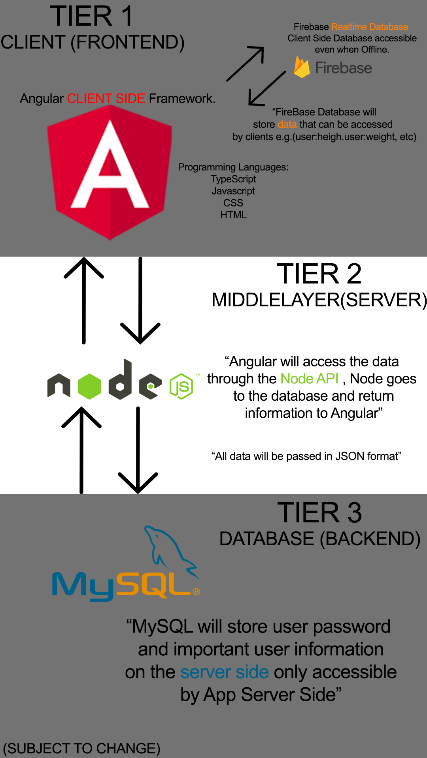 TIER 1
CLIENT (FRONTEND)
Firebase Realtime Database
Client Side Database accessible
even when Offline.
Firebase
Angular CLIENT SIDE Framework.
"FireBase Database will
store data that can be accessed
by clients e.g.(user:heigh.user:weight, etc)
A
Programming Languages:
TypeScript
Javascript
CSS
HTML
TIER 2
MIDDLELAYER(SERVER)
node
JS
TM
“Angular will access the data
through the Node API , Node goes
to the database and return
information to Angular”
“All data will be passed in JSON format”
TIER 3
DATABASE (BACKEND)
MySQL®
“MySQL will store user password
and important user information
on the server side only accessible
by App Server Side”
(SUBJECT TO CHANGE)